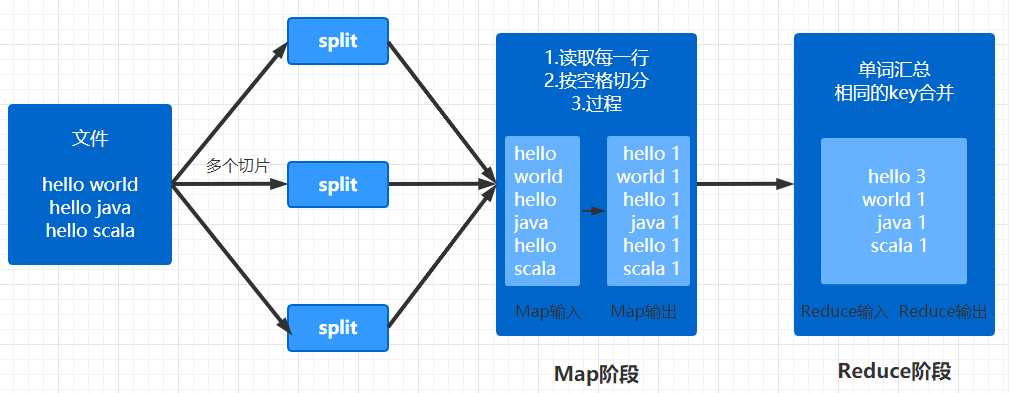 文件
hello world
hello java
hello scala
多个切片
split
split
split
1.读取每一行
2.按空格切分
3.过程
hello
world
hello
java
hello
scala
hello 1
world 1
hello 1
java 1
hello 1
scala 1
Map输入
Map输出
Map阶段
单词汇总
相同的key合并
hello 3
world 1
java 1
scala 1
Reduce输入
Reduce输出
Reduce阶段